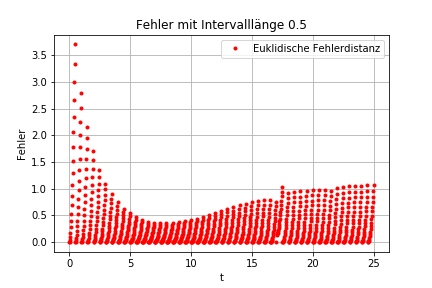 Fehler mit Intervalllänge 0.5
Euklidische Fehlerdistanz
Fehler
3.5
3.0
2.5
2.0
1.5
1.0
0.5
0.0
0 5 10 15 20 25
t